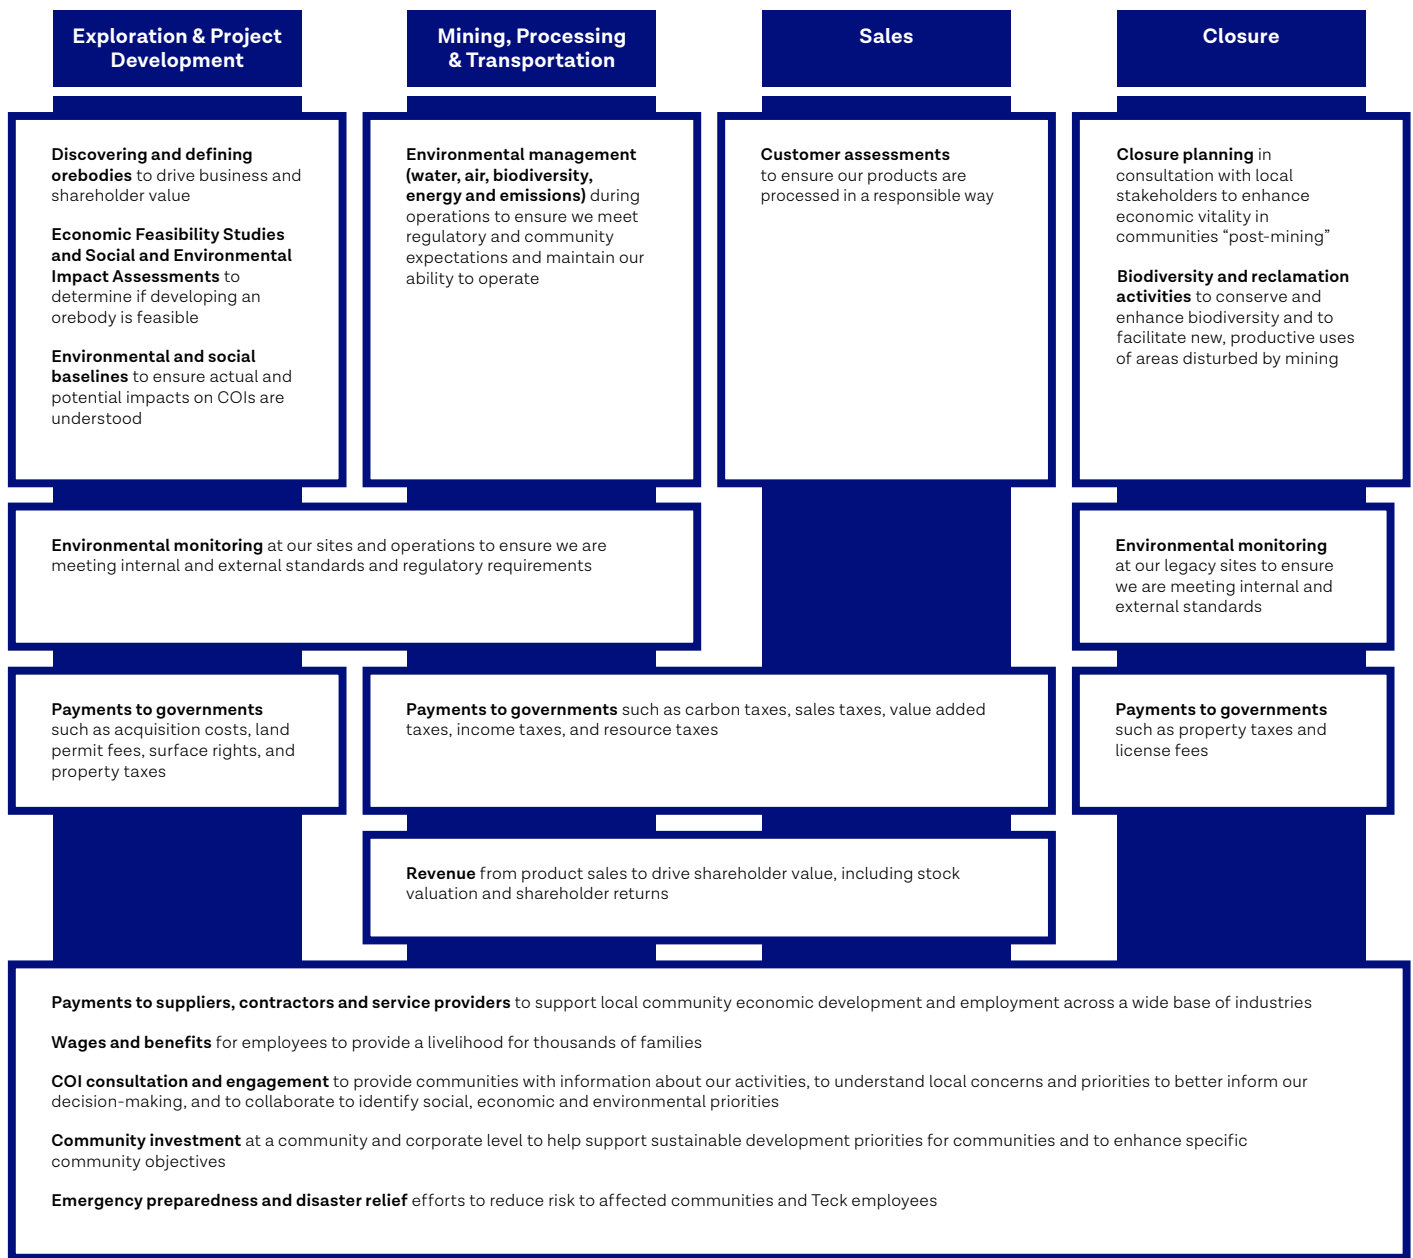 Exploration & Project
Development
Mining, Processing
& Transportation
Sales
Closure
Discovering and defining
orebodies to drive business and
shareholder value
Economic Feasibility Studies
and Social and Environmental
Impact Assessments to
determine if developing an
orebody is feasible
Environmental and social
baselines to ensure actual and
potential impacts on COIs are
understood
Environmental management
(water, air, biodiversity,
energy and emissions) during
operations to ensure we meet
regulatory and community
expectations and maintain our
ability to operate
Customer assessments
to ensure our products are
processed in a responsible way
Closure planning in
consultation with local
stakeholders to enhance
economic vitality in
communities “post-mining”
Biodiversity and reclamation
activities to conserve and
enhance biodiversity and to
facilitate new, productive uses
of areas disturbed by mining
Environmental monitoring at our sites and operations to ensure we are
meeting internal and external standards and regulatory requirements
Environmental monitoring
at our legacy sites to ensure
we are meeting internal and
external standards
Payments to governments
such as acquisition costs, land
permit fees, surface rights, and
property taxes
Payments to governments such as carbon taxes, sales taxes, value added
taxes, income taxes, and resource taxes
Payments to governments
such as property taxes and
license fees
Revenue from product sales to drive shareholder value, including stock
valuation and shareholder returns
Payments to suppliers, contractors and service providers to support local community economic development and employment across a wide base of industries
Wages and benefits for employees to provide a livelihood for thousands of families
COI consultation and engagement to provide communities with information about our activities, to understand local concerns and priorities to better inform our
decision-making, and to collaborate to identify social, economic and environmental priorities
Community investment at a community and corporate level to help support sustainable development priorities for communities and to enhance specific
community objectives
Emergency preparedness and disaster relief efforts to reduce risk to affected communities and Teck employees